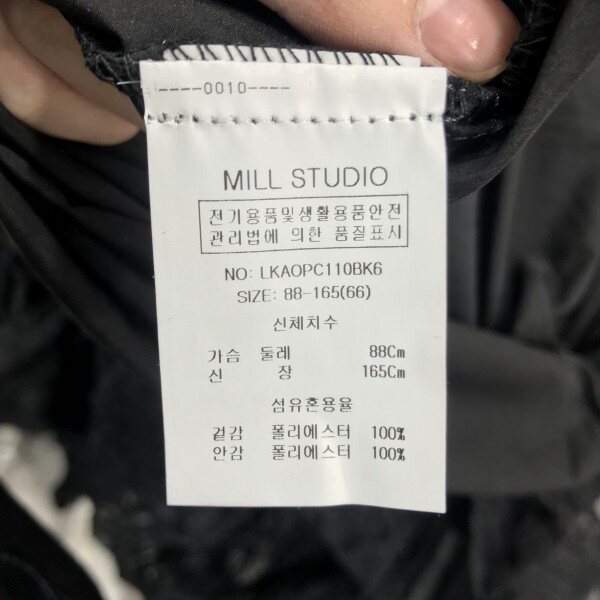 ----0010----
MILL STUDIO
전기용품및생활용품안전
관리법에 의한 품질표시
NO: LKAOPC110BK6
SIZE: 88-165(66)
신체치수
가슴 둘레 88Cm
신 장 165Cm
섬유혼용율
겉감 폴리에스터 100%
안감 폴리에스터 100%